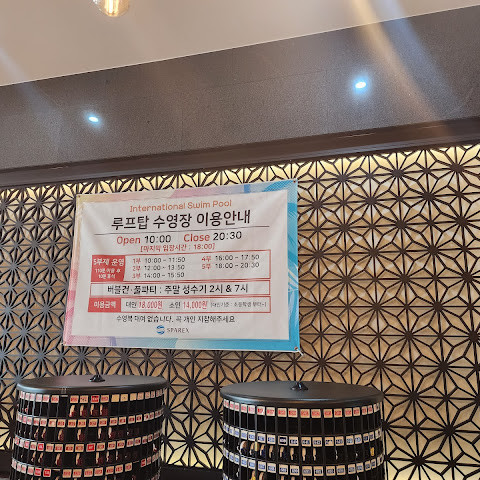 International Swim Pool
루프탑 수영장 이용안내
Open 10:00 Close 20:30
[마지막 입장시간 : 18:00]
5부제 운영
1부 10:00 ~ 11:50
2부 12:00 ~ 13:50
3부 14:00 ~ 15:50
4부 16:00 ~ 17:50
5부 18:00 ~ 20:30
버블건·풀파티 : 주말 성수기 2시 & 7시
이용금액 대인 18,000원 소인 14,000원
수영복 대여 없습니다. 꼭 개인 지참해주세요
SPAREX